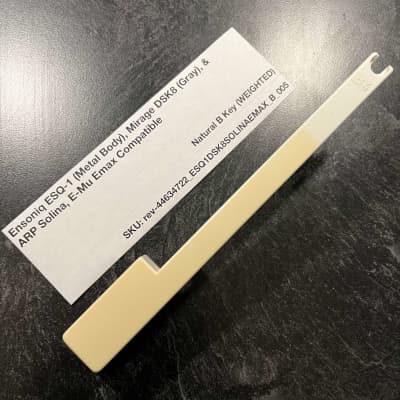 Ensoniq ESQ-1 (Metal Body), Mirage DSK8 (Gray), &
ARP Solina, E-Mu Emax Compatible
Natural B Key (WEIGHTED)
SKU: rev-44634722_ESQ1DSK8SOLINAEMAX_B_005